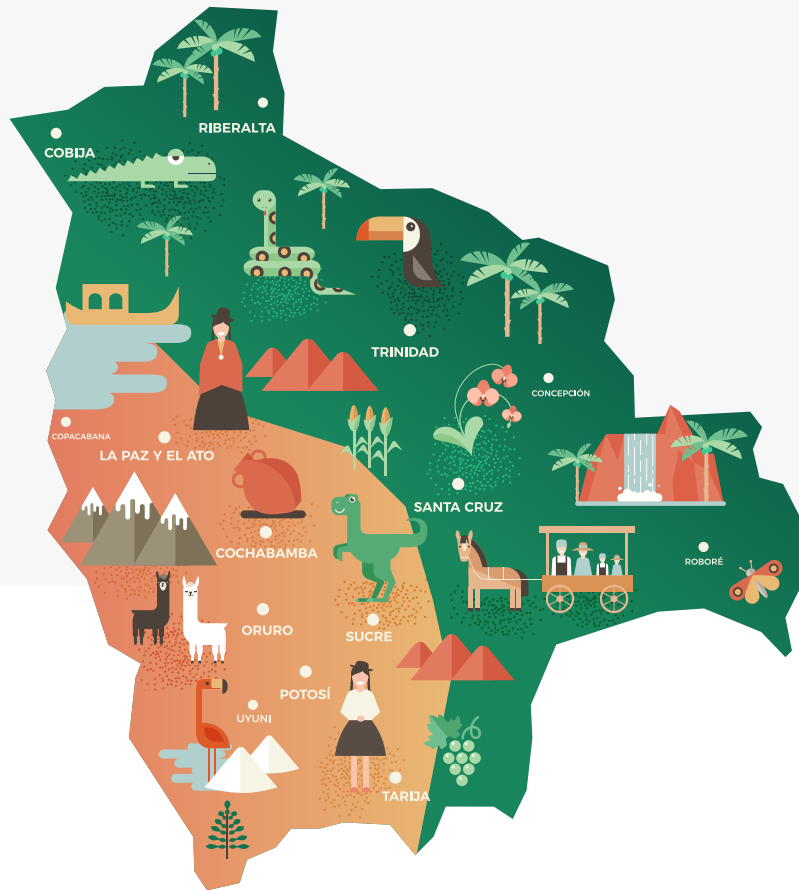 RIBERALTA
COBIJA
TRINIDAD
CONCEPCIÓN
COPACABANA
LA PAZ Y EL ATO
SANTA CRUZ
COCHABAMBA
ROBORÉ
ORURO
SUCRE
POTOSÍ
UYUNI
TARIJA